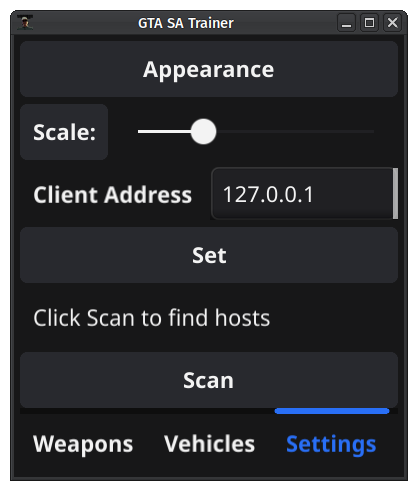 GTA SA Trainer
Appearance
Scale:
Client Address 127.0.0.1
Set
Click Scan to find hosts
Scan
Weapons Vehicles Settings